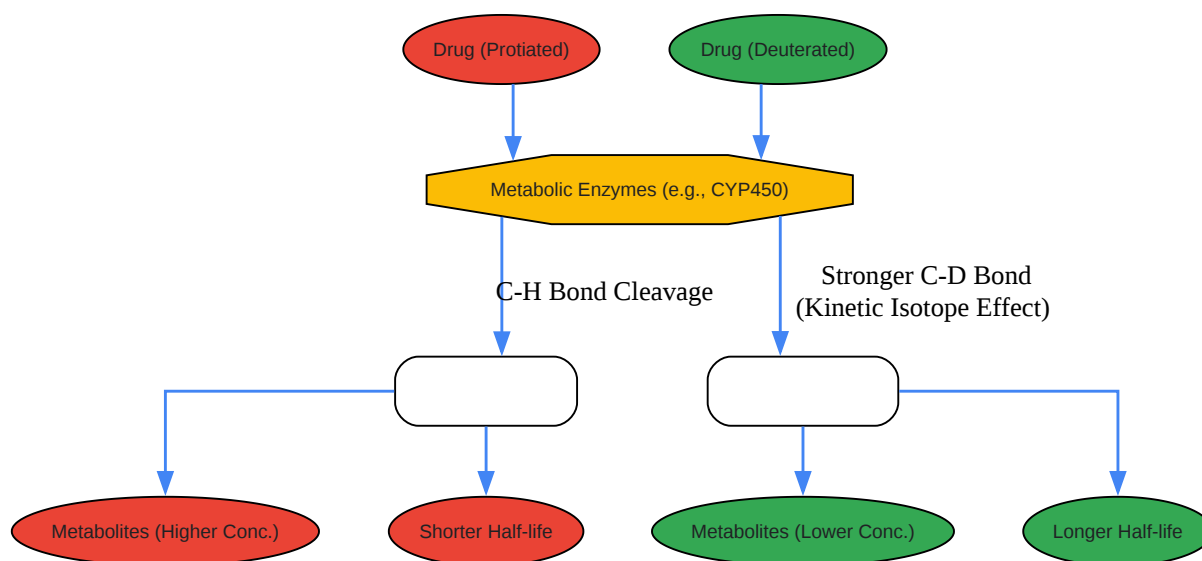 Drug (Protiated)
Drug (Deuterated)
Metabolic Enzymes (e.g., CYP450)
C-H Bond Cleavage
Stronger C-D Bond
(Kinetic Isotope Effect)
Metabolites (Higher Conc.)
Shorter Half-life
Metabolites (Lower Conc.)
Longer Half-life